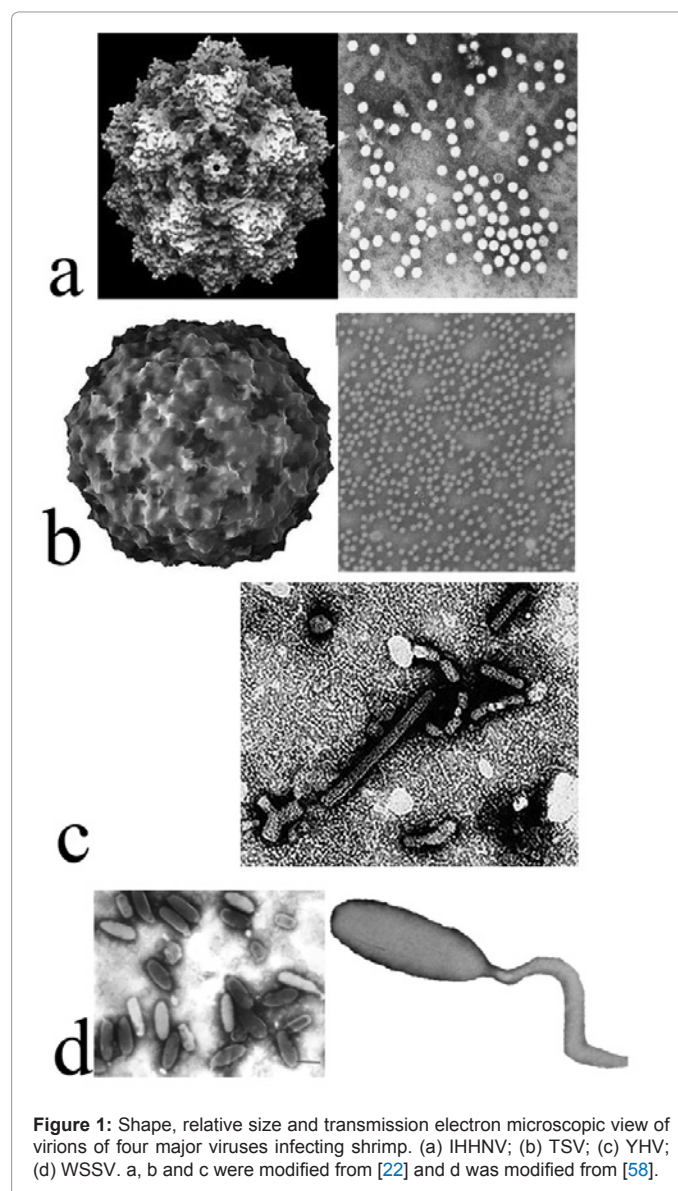 a
b
c
d
Figure 1: Shape, relative size and transmission electron microscopic view of
virions of four major viruses infecting shrimp. (a) IHHNV; (b) TSV; (c) YHV;
(d) WSSV. a, b and c were modified from [22] and d was modified from [58].